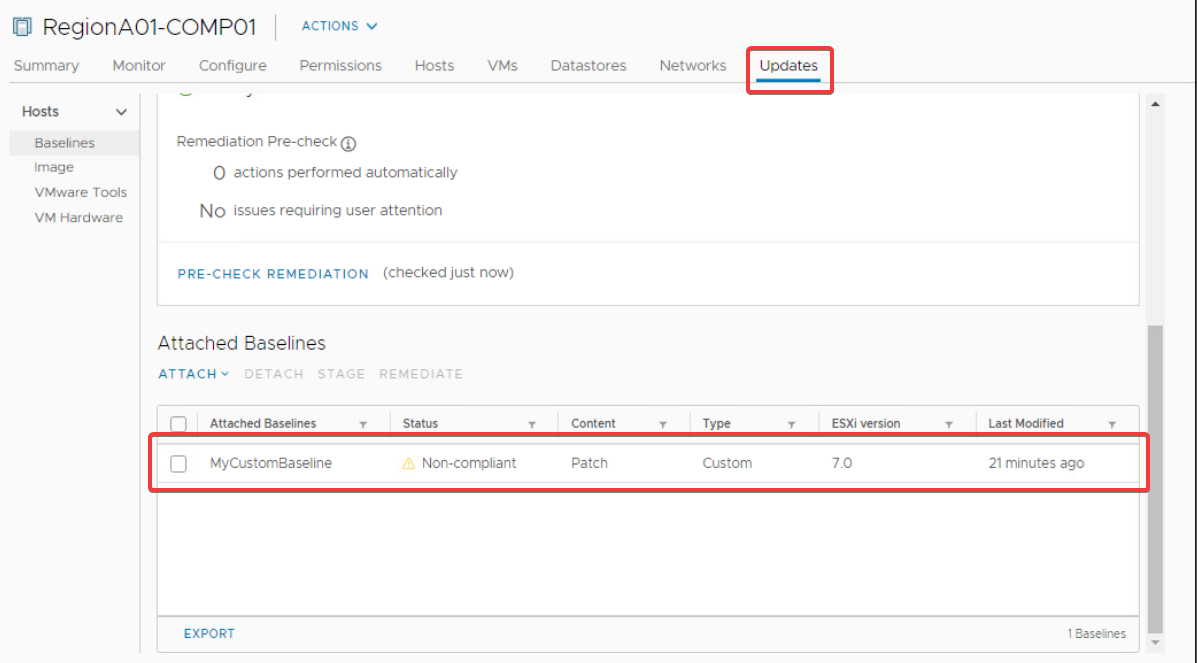 RegionA01-COMP01 ACTIONS
Summary Monitor Configure Permissions Hosts VMs Datastores Networks Updates
Hosts
Baselines
Image
VMware Tools
VM Hardware
Remediation Pre-check
0 actions performed automatically
No issues requiring user attention
PRE-CHECK REMEDIATION (checked just now)
Attached Baselines
ATTACH DETACH STAGE REMEDIATE
Attached Baselines Status Content Type ESXi version Last Modified
MyCustomBaseline Non-compliant Patch Custom 7.0 21 minutes ago
EXPORT 1 Baselines